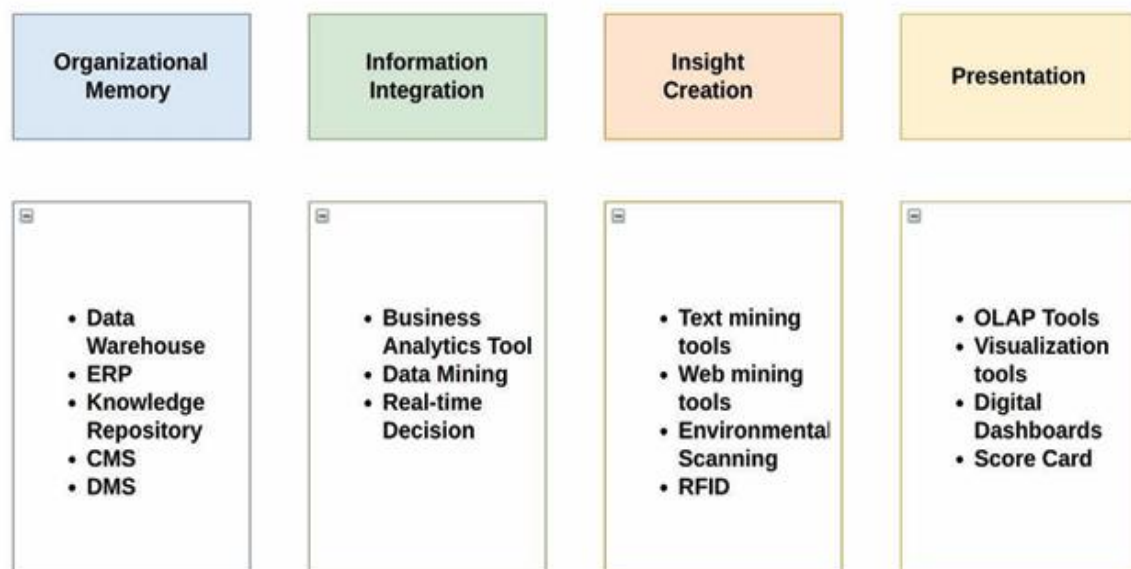 Organizational
Memory
Information
Integration
Insight
Creation
Presentation
• Data
Warehouse
• ERP
• Knowledge
Repository
• CMS
• DMS
• Business
Analytics Tool
• Data Mining
• Real-time
Decision
• Text mining
tools
• Web mining
tools
• Environmental
Scanning
• RFID
• OLAP Tools
• Visualization
tools
• Digital
Dashboards
• Score Card